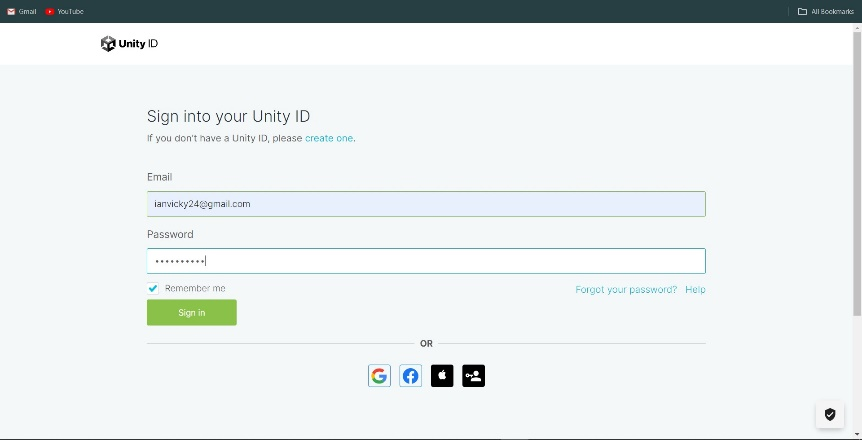 Gmail YouTube All Bookmarks
Unity ID
Sign into your Unity ID
If you don't have a Unity ID, please create one.
Email
ianvicky24@gmail.com
Password
••••••••••
Remember me Forgot your password? Help
Sign in
OR